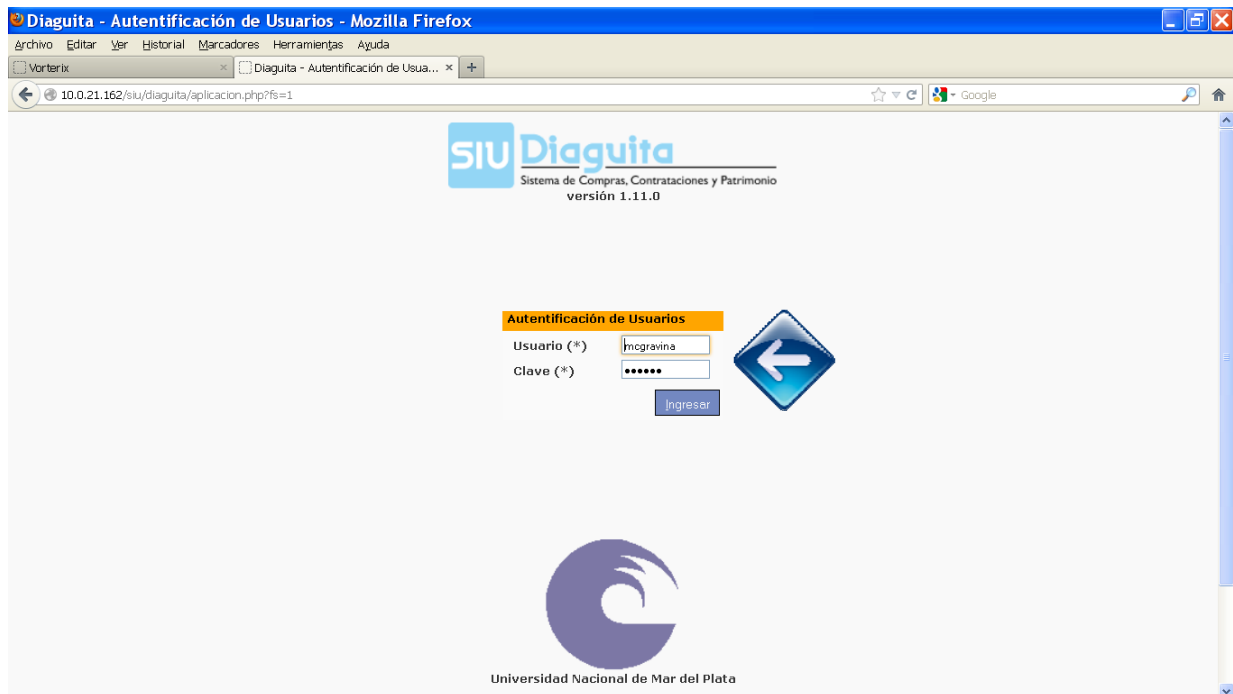 Diaguita - Autentificación de Usuarios - Mozilla Firefox
Archivo Editar Ver Historial Marcadores Herramientas Ayuda
Vorterix
Diaguita - Autentificación de Usua...
10.0.21.162/siu/diaguita/aplicacion.php?fs=1
Google
SIU Diaguita
Sistema de Compras, Contrataciones y Patrimonio
versión 1.11.0
Autentificación de Usuarios
Usuario (*) mcgravina
Clave (*) ••••••
Ingresar
Universidad Nacional de Mar del Plata